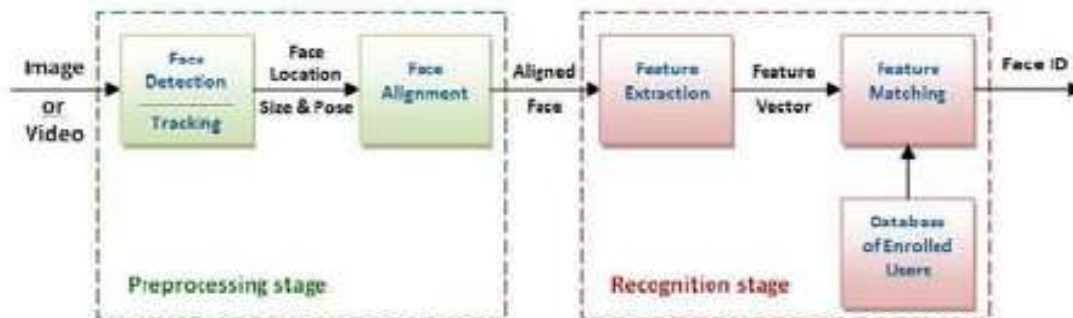 Image
or
Video
Face
Detection
Tracking
Face
Location
Size & Pose
Face
Alignment
Aligned
Face
Feature
Extraction
Feature
Vector
Feature
Matching
Face ID
Database
of Enrolled
Users
Preprocessing stage
Recognition stage